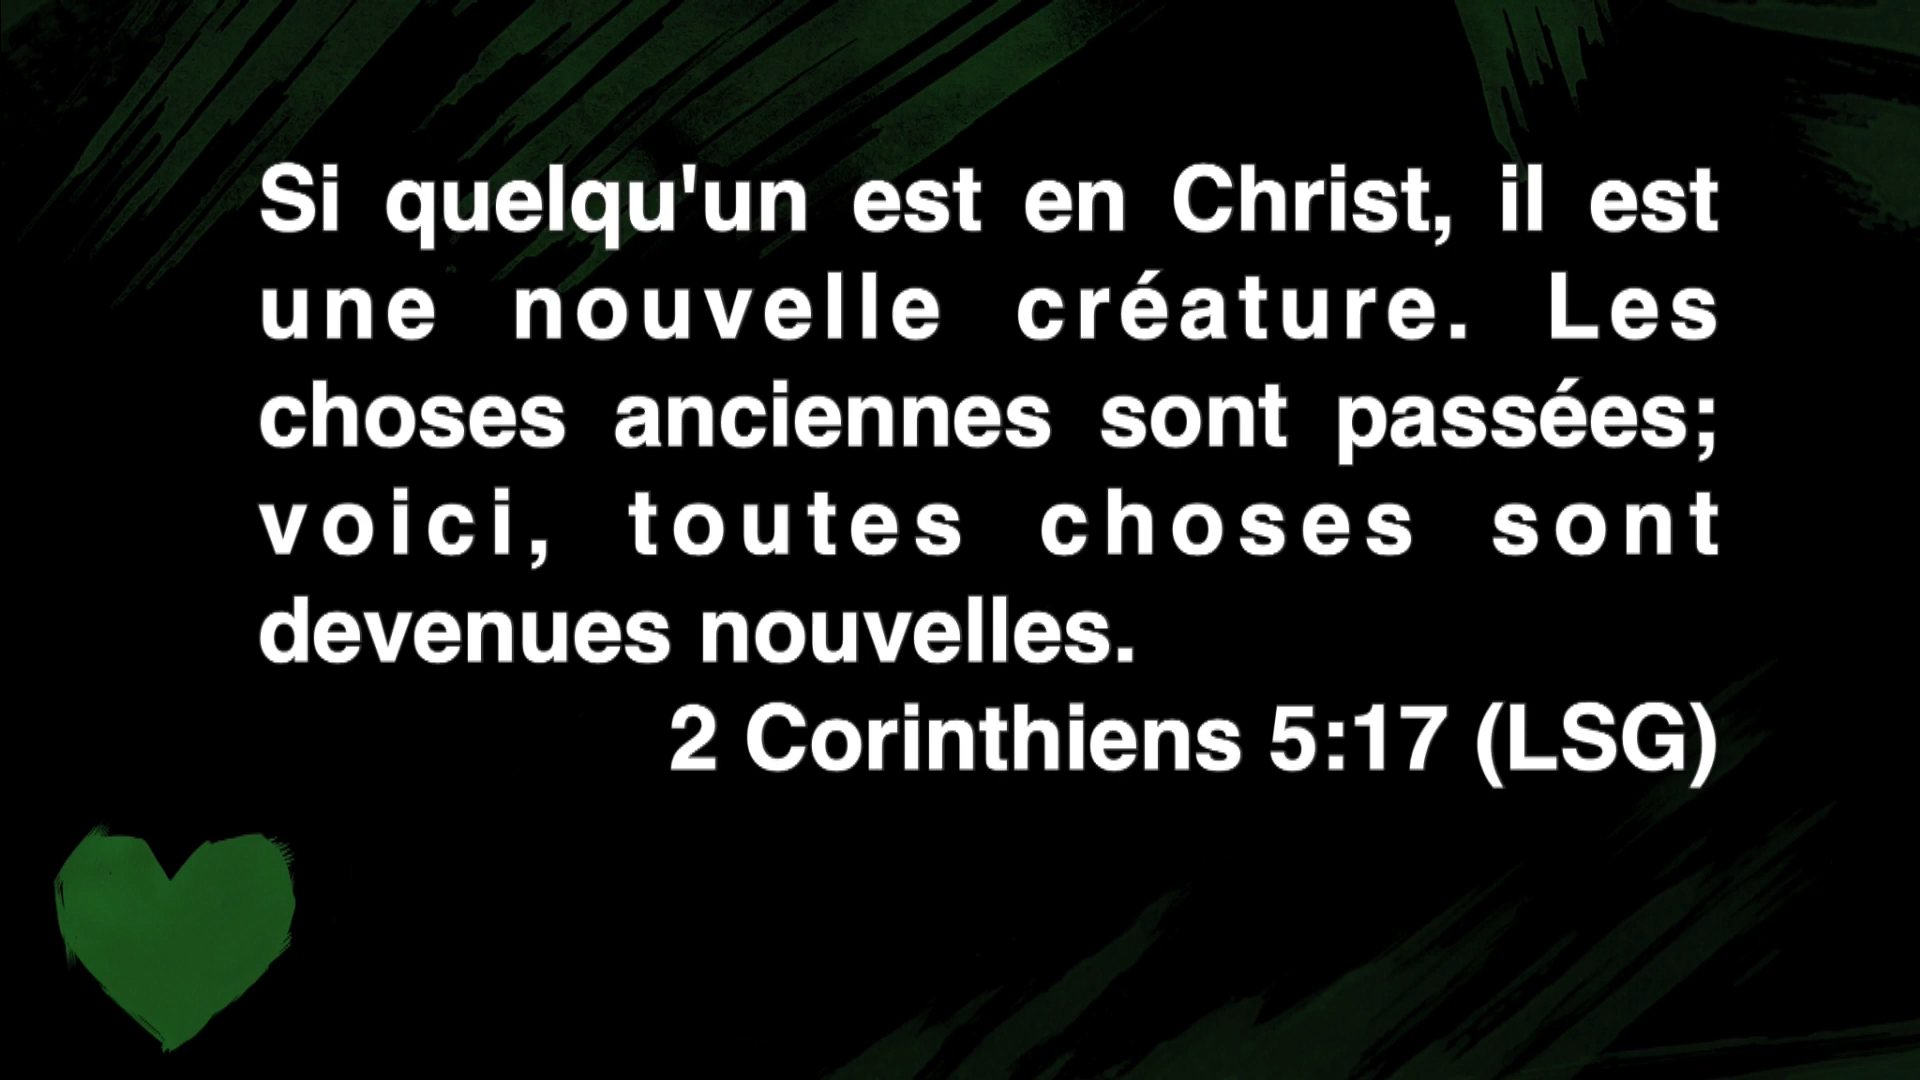 Si quelqu'un est en Christ, il est
une nouvelle créature. Les
choses anciennes sont passées;
voici, toutes choses sont
devenues nouvelles.
2 Corinthiens 5:17 (LSG)